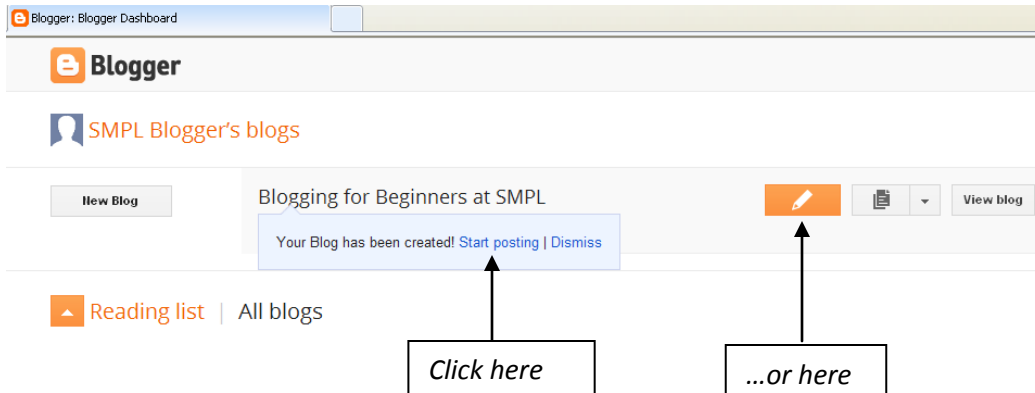 Blogger: Blogger Dashboard
Blogger
SMPL Blogger's blogs
New Blog
Blogging for Beginners at SMPL
View blog
Your Blog has been created! Start posting | Dismiss
Reading list | All blogs
Click here
...or here